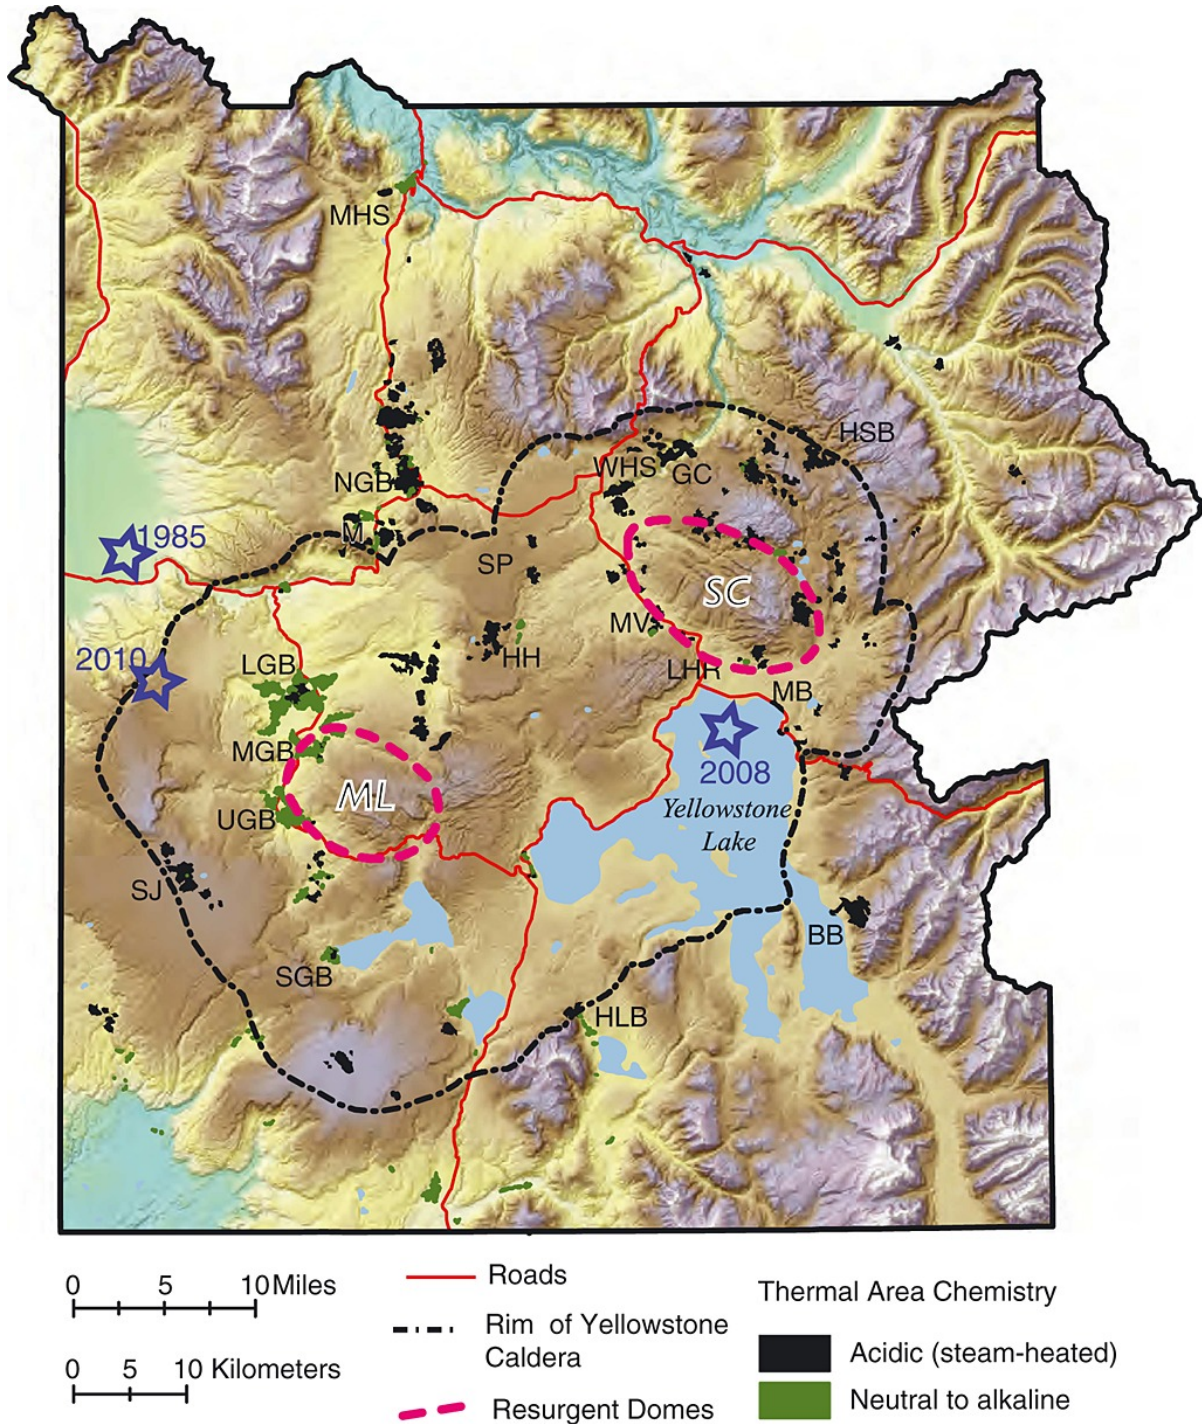 MHS
HSB
WHS
GC
NGB
M
1985
SP
SC
MV
HH
2010
LGB
LHR
MB
MGB
2008
ML
Yellowstone
Lake
UGB
SJ
BB
SGB
HLB
0 5 10 Miles
0 5 10 Kilometers
Roads
Rim of Yellowstone
Caldera
Resurgent Domes
Thermal Area Chemistry
Acidic (steam-heated)
Neutral to alkaline